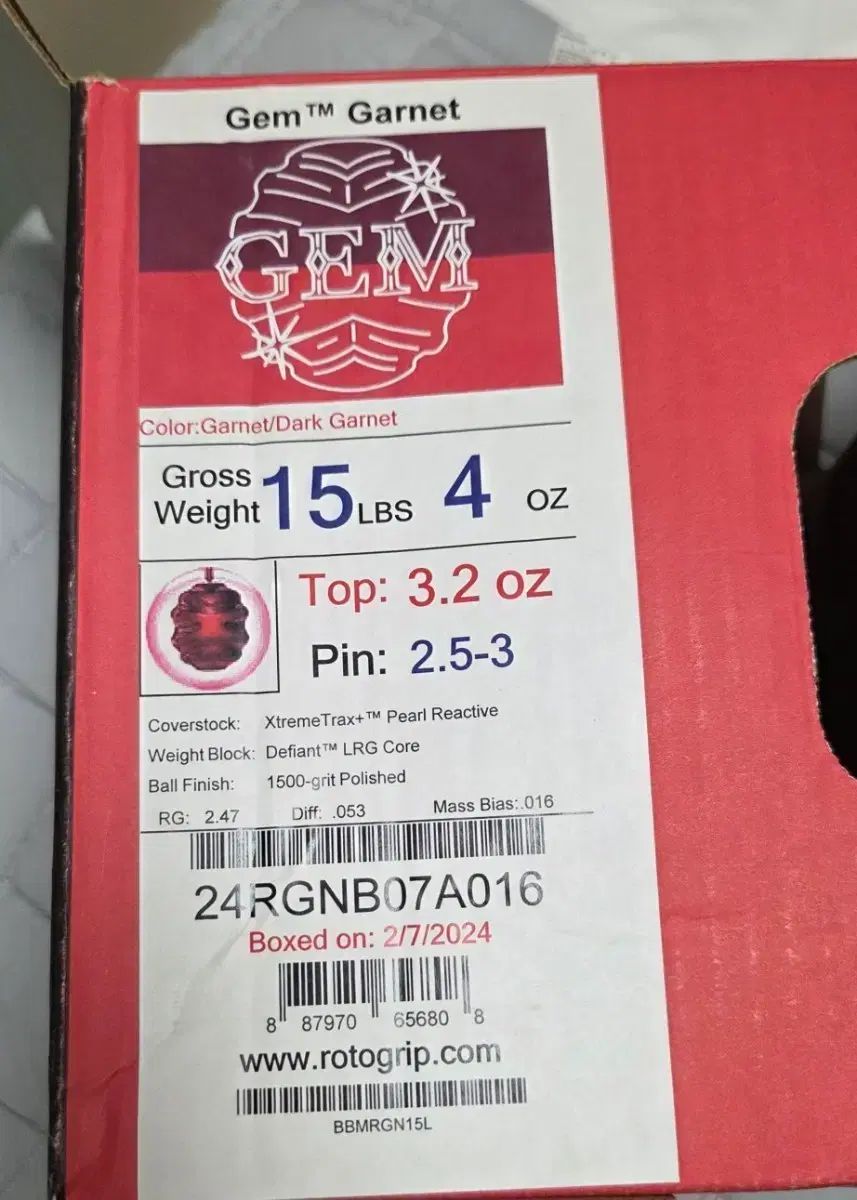 Gem™ Garnet
GEM
Color:Garnet/Dark Garnet
Gross Weight 15 LBS 4 oz
Top: 3.2 oz
Pin: 2.5-3
Coverstock: XtremeTrax+™ Pearl Reactive
Weight Block: Defiant™ LRG Core
Ball Finish: 1500-grit Polished
RG: 2.47 Diff: .053 Mass Bias:.016
24RGNB07A016
Boxed on: 2/7/2024
8 87970 65680 8
www.rotogrip.com
BBMRGN15L